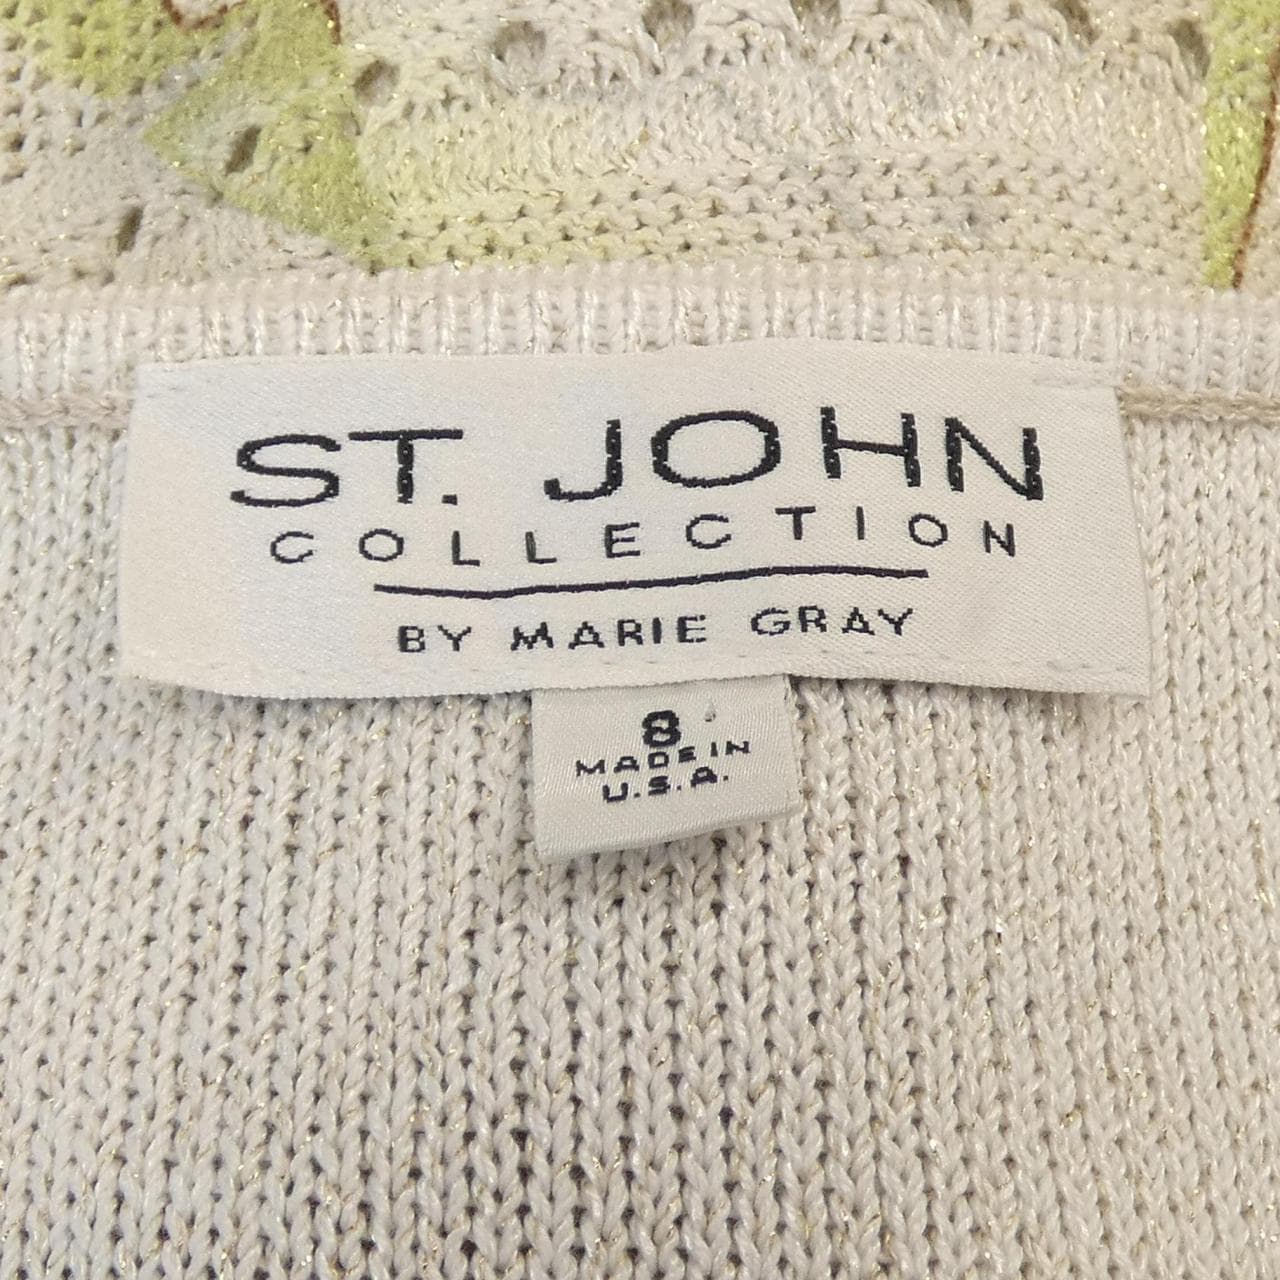 ST. JOHN
COLLECTION
BY MARIE GRAY
8
MADE IN
U.S.A.